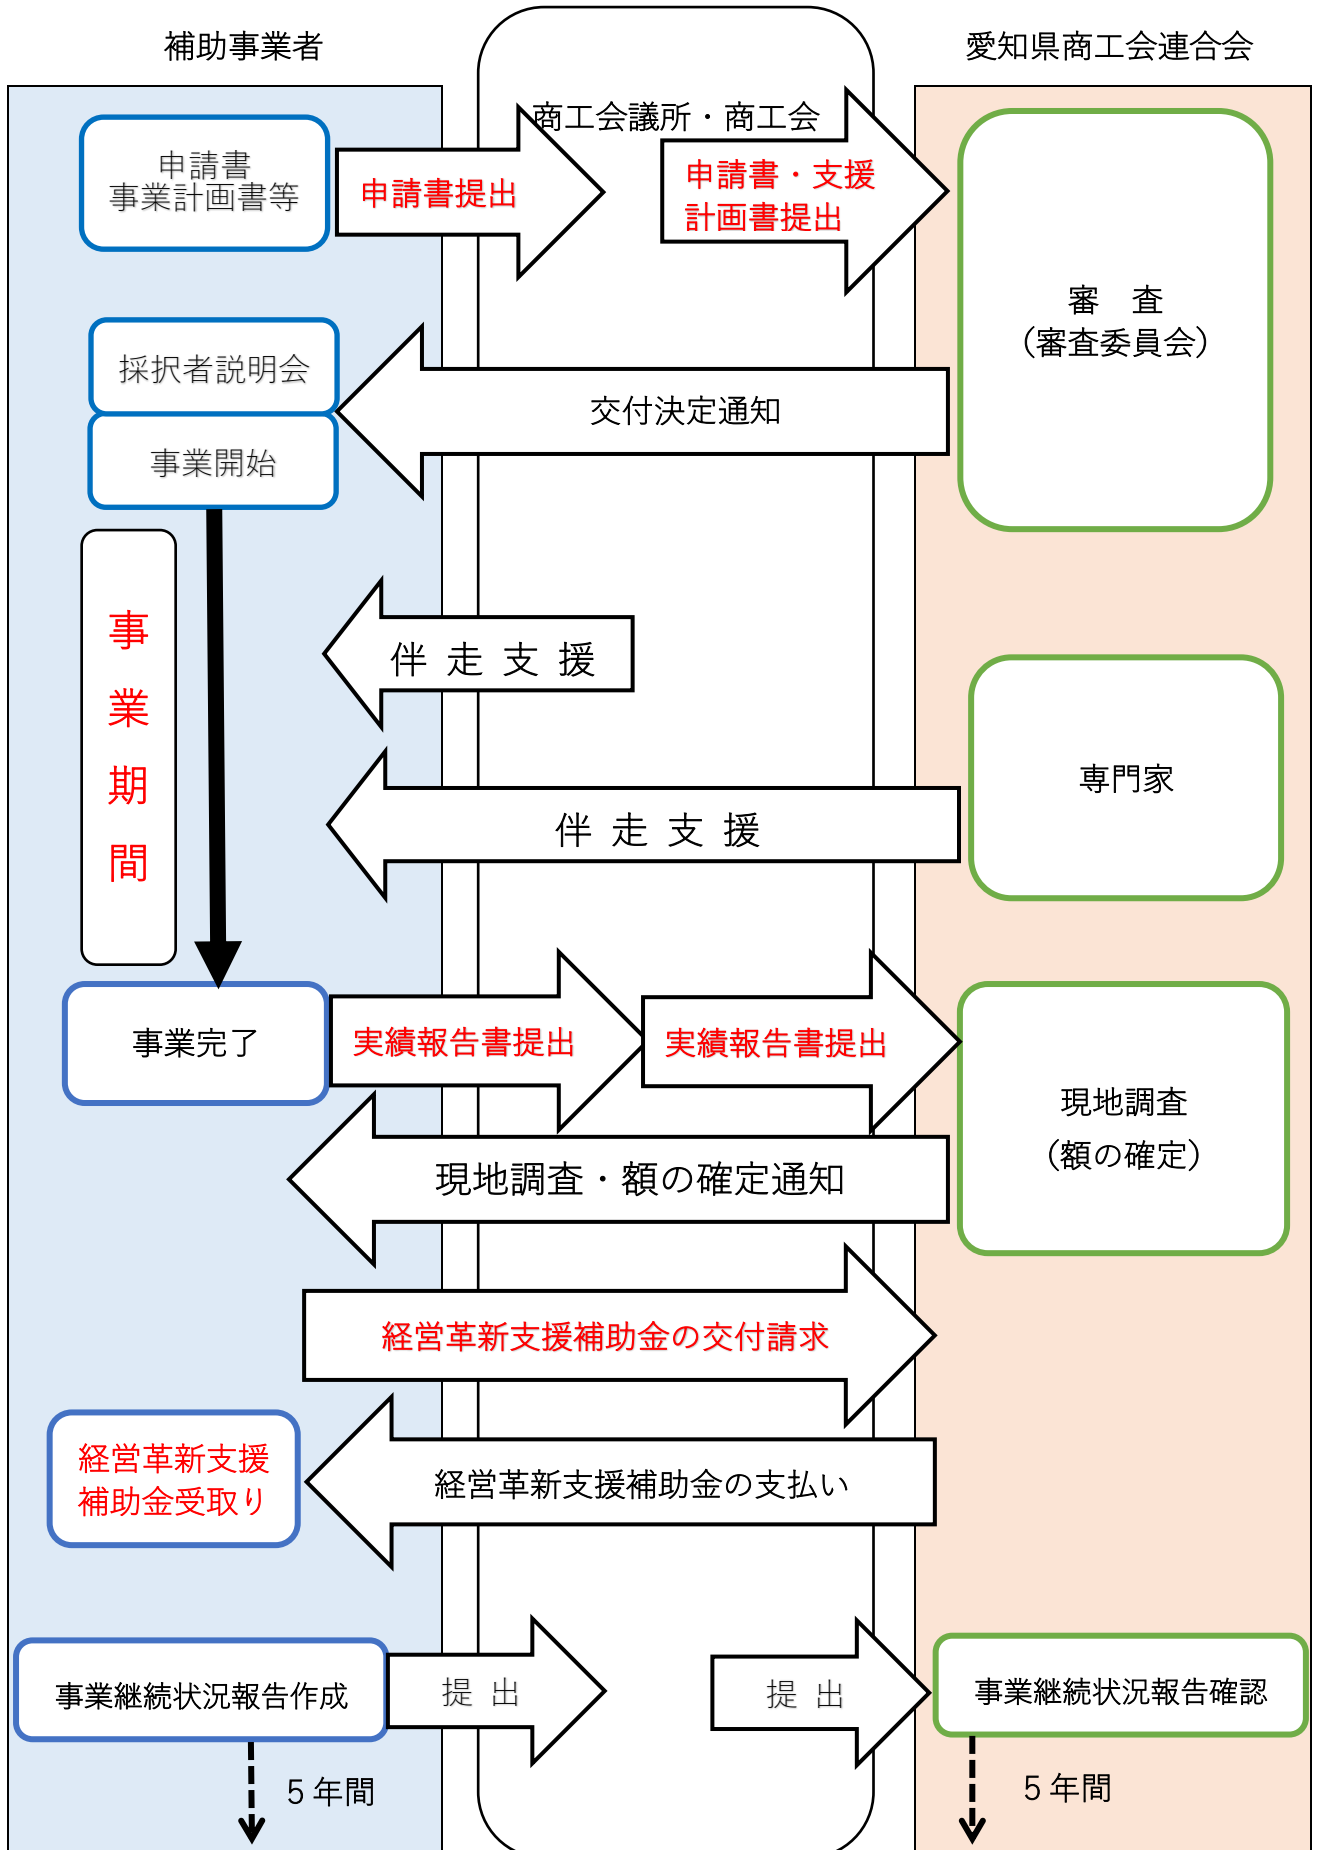 補助事業者
愛知県商工会連合会
商工会議所・商工会
申請書
事業計画書等
申請書提出
申請書・支援
計画書提出
審　査
（審査委員会）
採択者説明会
交付決定通知
事業開始
事
業
期
間
伴 走 支 援
専門家
伴 走 支 援
事業完了
実績報告書提出
実績報告書提出
現地調査
（額の確定）
現地調査・額の確定通知
経営革新支援補助金の交付請求
経営革新支援
補助金受取り
経営革新支援補助金の支払い
事業継続状況報告作成
提 出
提 出
事業継続状況報告確認
5 年間
5 年間